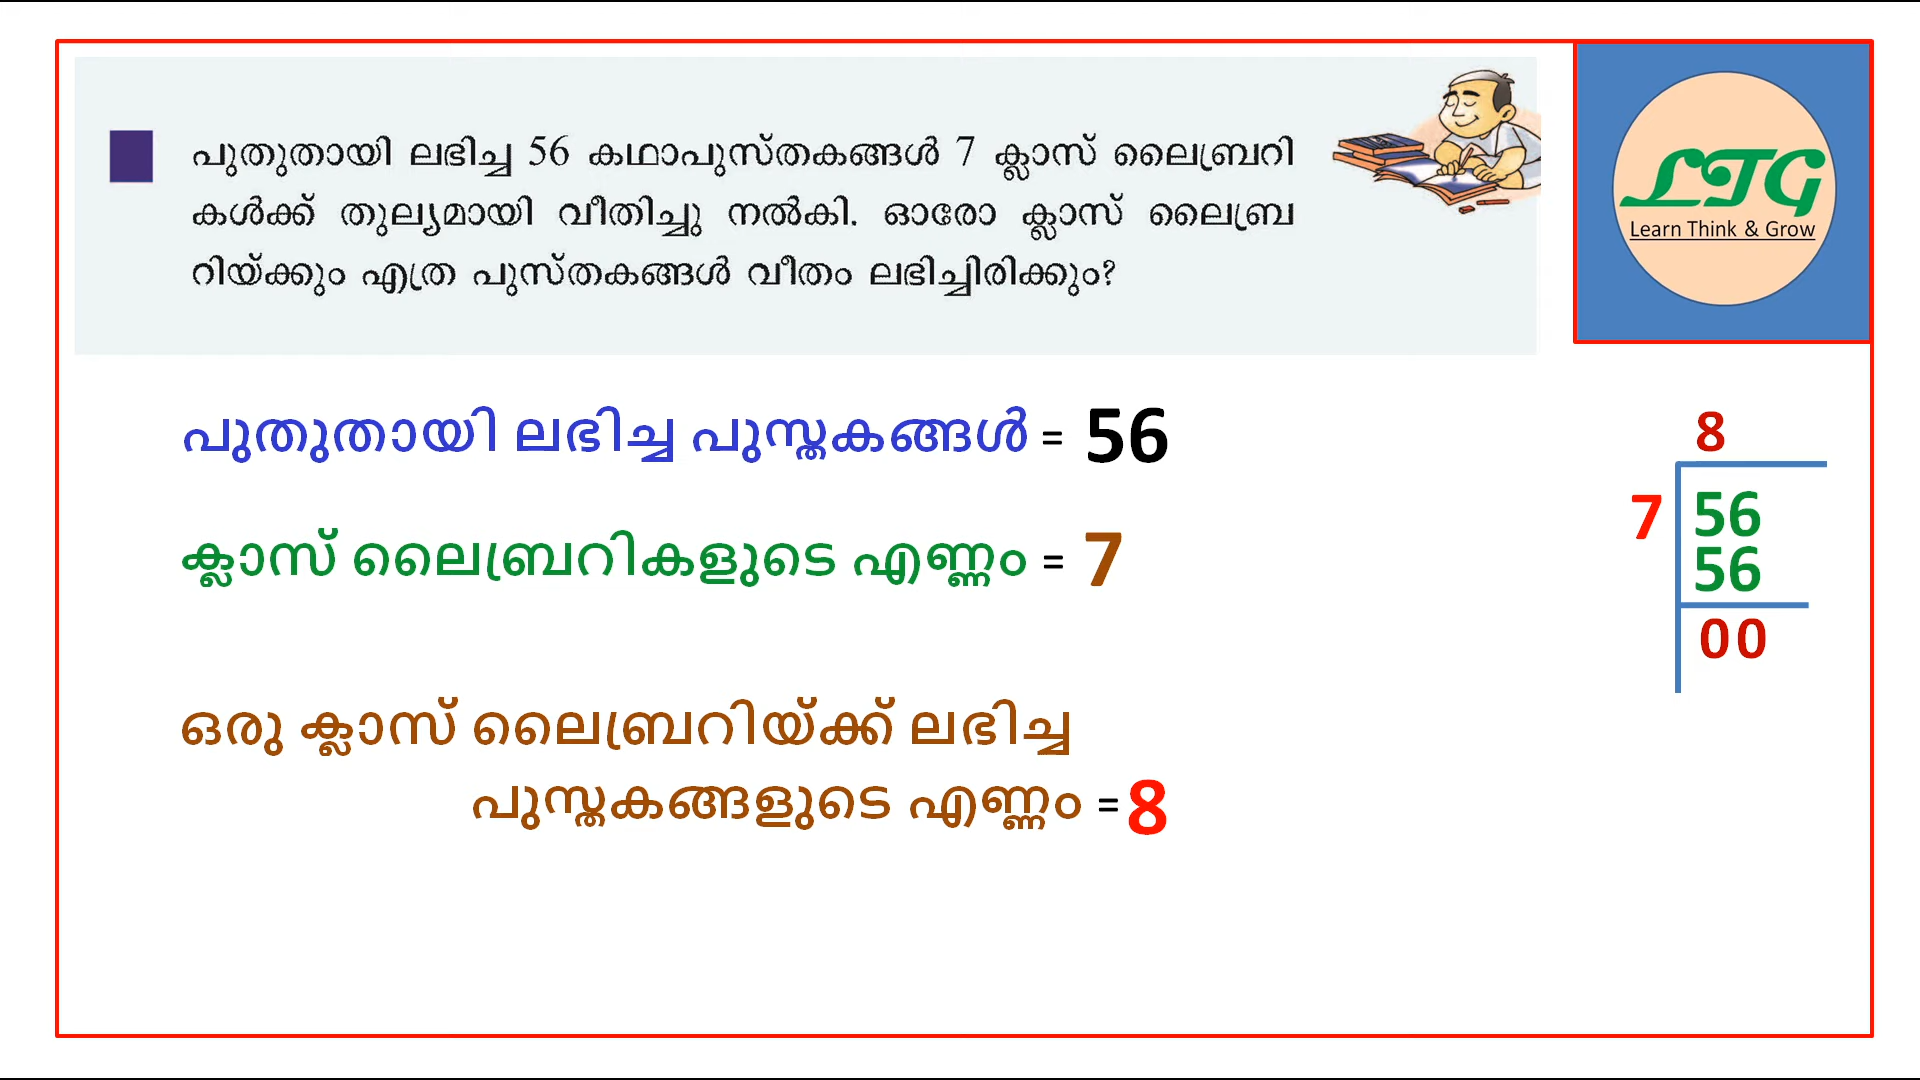 പുതുതായി ലഭിച്ച 56 കഥാപുസ്തകങ്ങൾ 7 ക്ലാസ് ലൈബ്രറി
കൾക്ക് തുല്യമായി വീതിച്ചു നൽകി. ഓരോ ക്ലാസ് ലൈബ്ര
റിയ്ക്കും എത്ര പുസ്തകങ്ങൾ വീതം ലഭിച്ചിരിക്കും?
LTG
Learn Think & Grow
പുതുതായി ലഭിച്ച പുസ്തകങ്ങൾ = 56
ക്ലാസ് ലൈബ്രറികളുടെ എണ്ണം = 7
ഒരു ക്ലാസ് ലൈബ്രറിയ്ക്ക് ലഭിച്ച
പുസ്തകങ്ങളുടെ എണ്ണം = 8
8
7 56
56
00